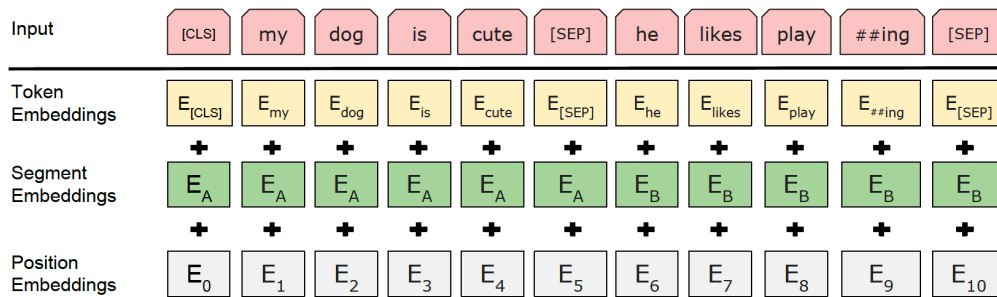 Input [CLS] my dog is cute [SEP] he likes play ##ing [SEP]
Token
Embeddings
E[CLS] Emy Edog Eis Ecute E[SEP] Ehe Elikes Eplay E##ing E[SEP]
+ + + + + + + + + + +
Segment
Embeddings
EA EA EA EA EA EA EB EB EB EB EB
+ + + + + + + + + + +
Position
Embeddings
E0 E1 E2 E3 E4 E5 E6 E7 E8 E9 E10